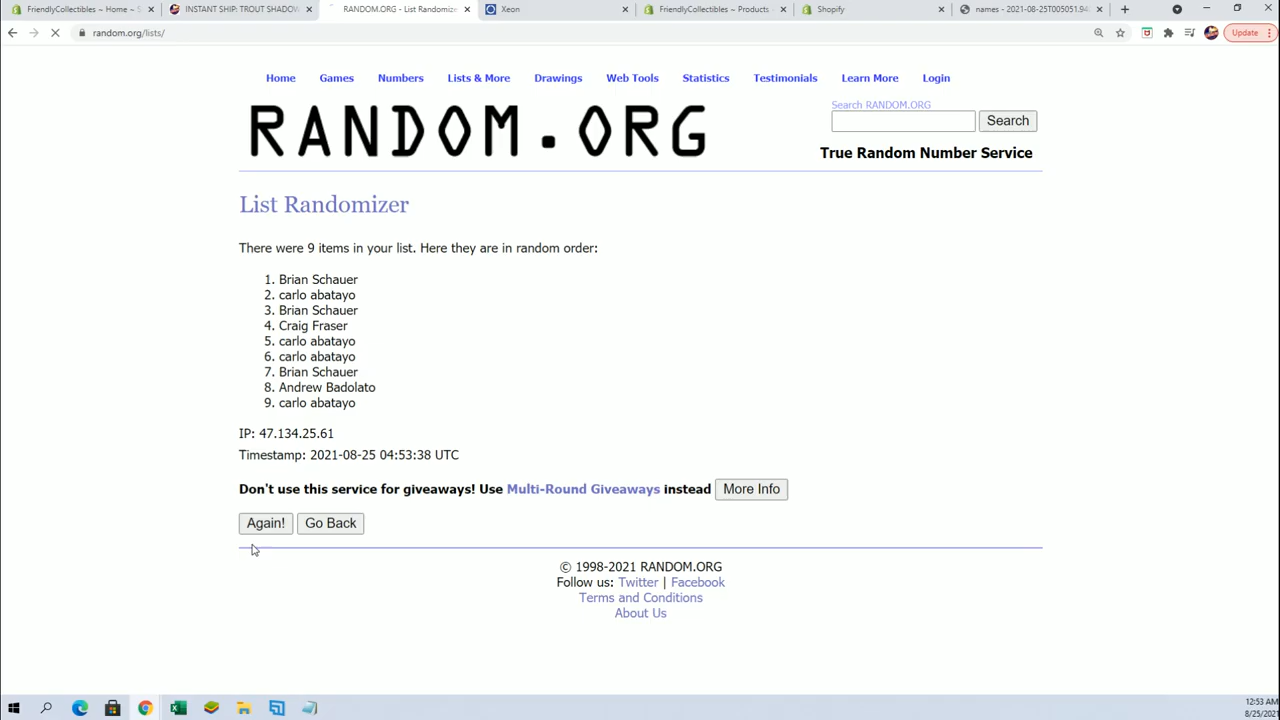 FriendlyCollectibles ~ Home ~ S
INSTANT SHIP: TROUT SHADOW
RANDOM.ORG - List Randomize
Xeon
FriendlyCollectibles ~ Products ~
Shopify
names - 2021-08-25T005051.94
random.org/lists/
Update
Home
Games
Numbers
Lists & More
Drawings
Web Tools
Statistics
Testimonials
Learn More
Login
RANDOM.ORG
Search RANDOM.ORG
Search
True Random Number Service
List Randomizer
There were 9 items in your list. Here they are in random order:
1. Brian Schauer
2. carlo abatayo
3. Brian Schauer
4. Craig Fraser
5. carlo abatayo
6. carlo abatayo
7. Brian Schauer
8. Andrew Badolato
9. carlo abatayo
IP: 47.134.25.61
Timestamp: 2021-08-25 04:53:38 UTC
Don't use this service for giveaways! Use Multi-Round Giveaways instead
More Info
Again!
Go Back
© 1998-2021 RANDOM.ORG
Follow us: Twitter | Facebook
Terms and Conditions
About Us
12:53 AM
8/25/2021